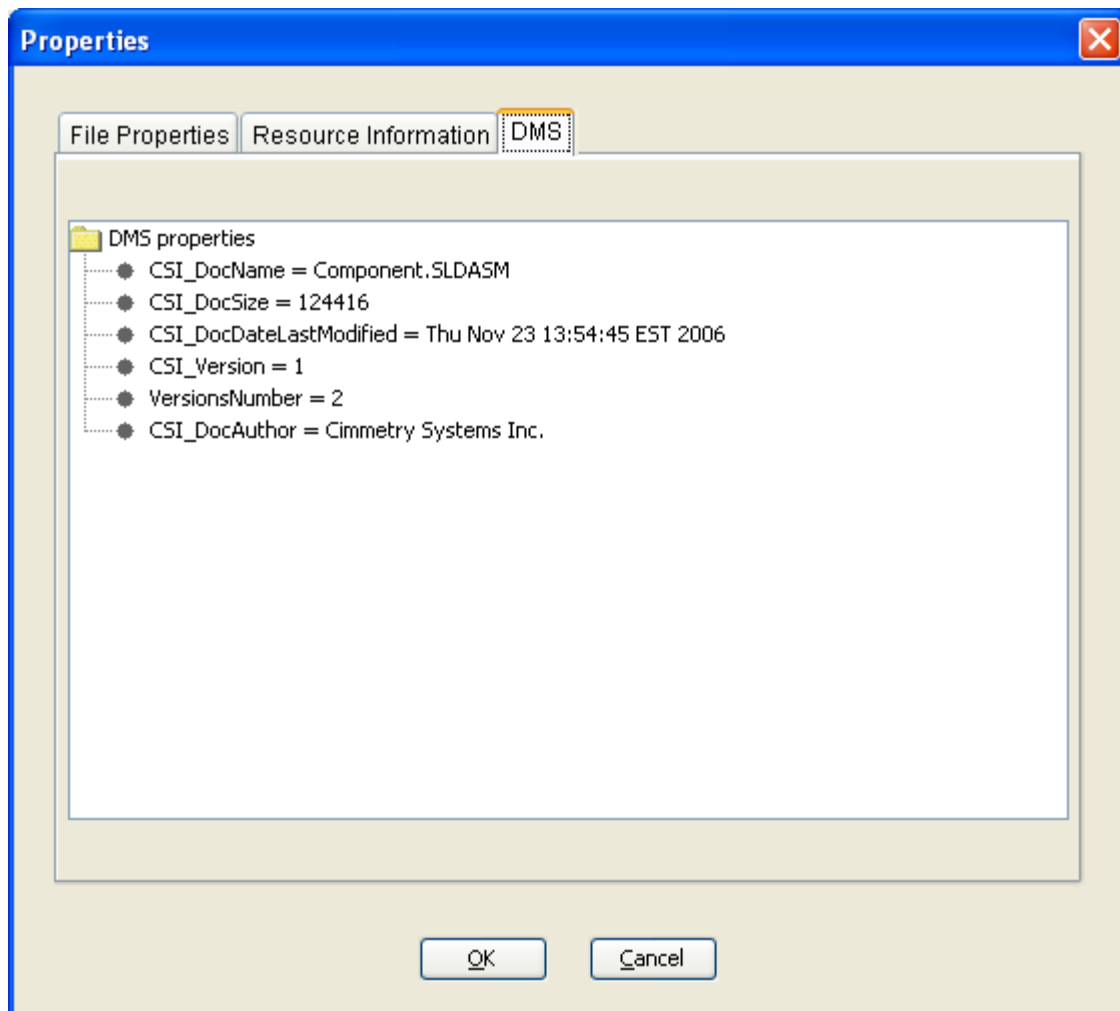 Properties
File Properties Resource Information DMS
DMS properties
CSI_DocName = Component.SLDASM
CSI_DocSize = 124416
CSI_DocDateLastModified = Thu Nov 23 13:54:45 EST 2006
CSI_Version = 1
VersionsNumber = 2
CSI_DocAuthor = Cimmetry Systems Inc.
OK Cancel